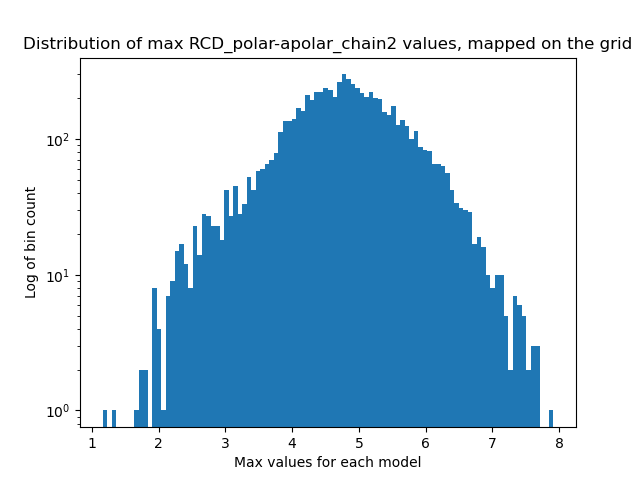 Distribution of max RCD_polar-apolar_chain2 values, mapped on the grid
Log of bin count
10²
10¹
10⁰
1 2 3 4 5 6 7 8
Max values for each model